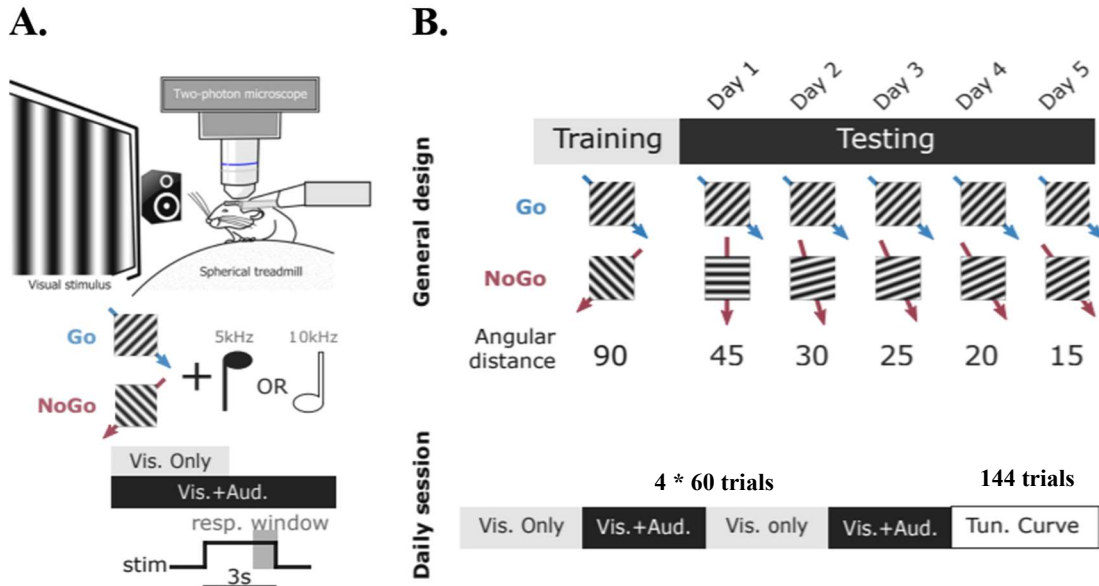 A.
Two-photon microscope
Visual stimulus
Spherical treadmill
Go
NoGo
+
5kHz
OR
10kHz
Vis. Only
Vis.+Aud.
resp. window
stim
3s
B.
General design
Day 1 Day 2 Day 3 Day 4 Day 5
Training Testing
Go
NoGo
Angular
distance
90 45 30 25 20 15
Daily session
4 * 60 trials 144 trials
Vis. Only Vis.+Aud. Vis. only Vis.+Aud. Tun. Curve